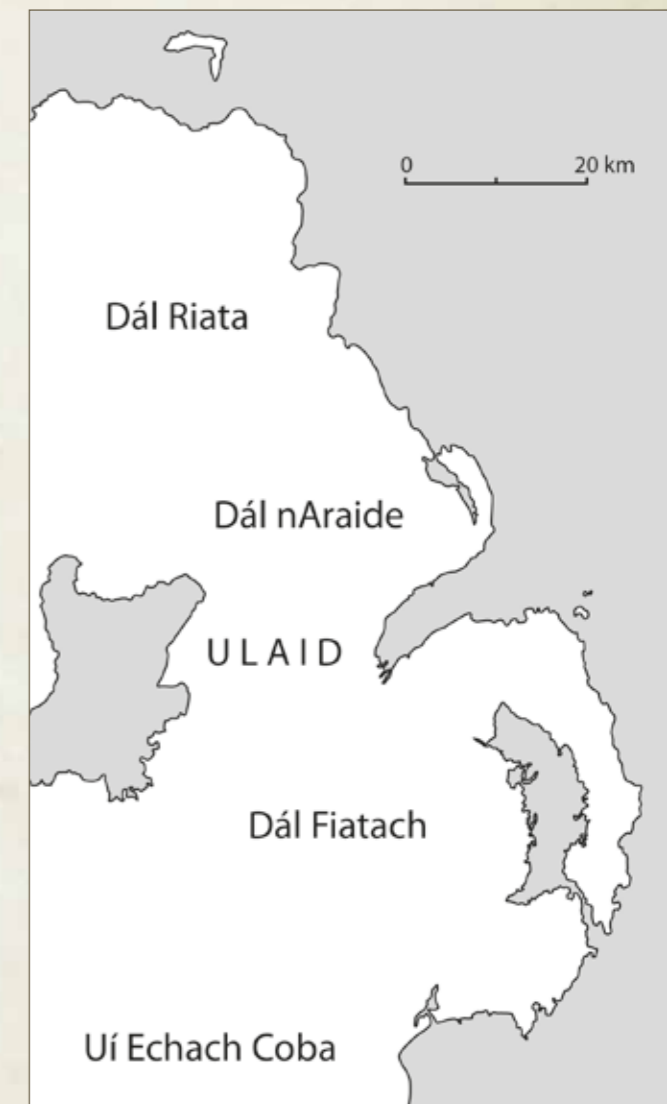 0 20 km
Dál Riata
Dál nAraide
ULAID
Dál Fiatach
Uí Echach Coba